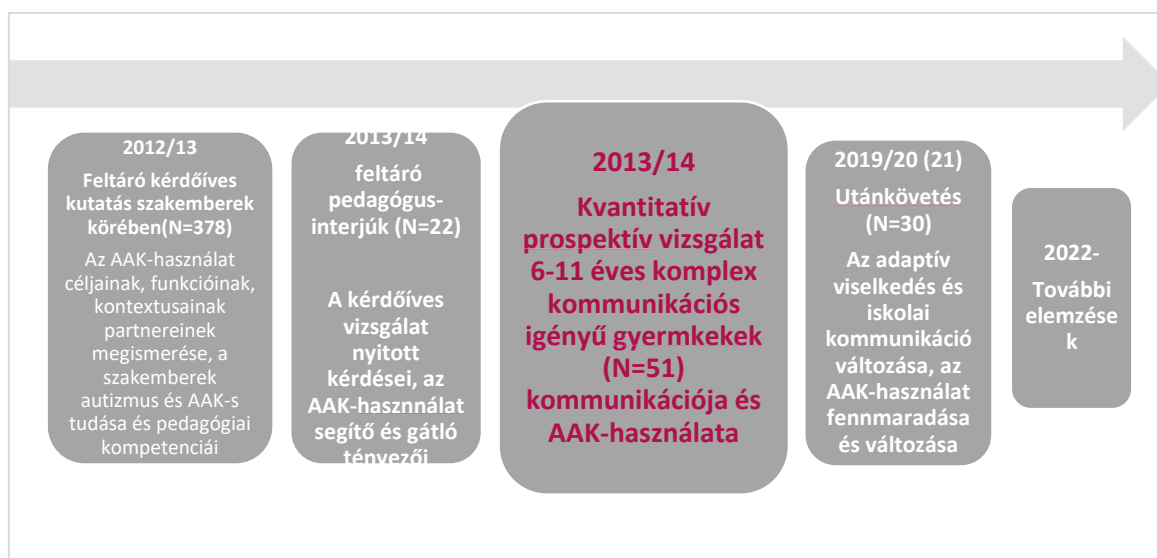 2012/13
Feltáró kérdőíves
kutatás szakemberek
körében(N=378)
Az AAK-használat
céljainak, funkcióinak,
kontextusainak
partnereinek
megismerése, a
szakemberek
autizmus és AAK-s
tudása és pedagógiai
kompetenciái
2013/14
feltáró
pedagógus-
interjúk (N=22)
A kérdőíves
vizsgálat
nyitott
kérdései, az
AAK-hasznnálat
segítő és gátló
tényezői
2013/14
Kvantitatív
prospektív vizsgálat
6-11 éves komplex
kommunikációs
igényű gyermkekek
(N=51)
kommunikációja és
AAK-használata
2019/20 (21)
Utánkövetés
(N=30)
Az adaptív
viselkedés és
iskolai
kommunikáció
változása, az
AAK-használat
fennmaradása
és változása
2022-
További
elemzése
k